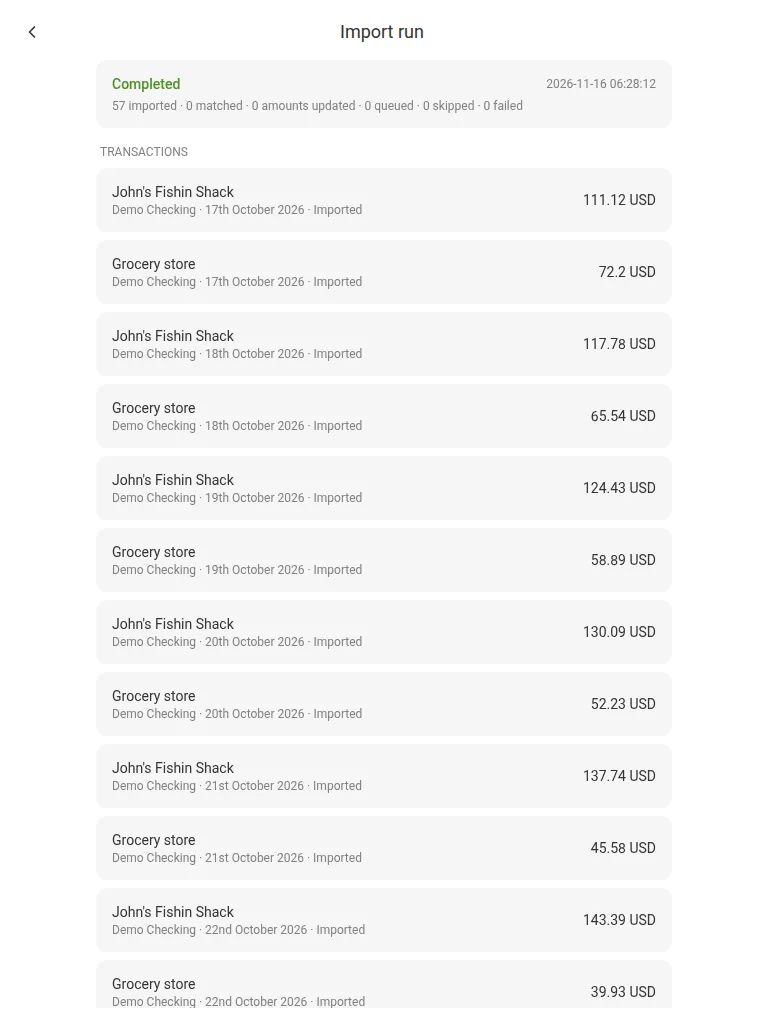 Import run
Completed
2026-11-16 06:28:12
57 imported · 0 matched · 0 amounts updated · 0 queued · 0 skipped · 0 failed
TRANSACTIONS
John's Fishin Shack
111.12 USD
Demo Checking · 17th October 2026 · Imported
Grocery store
72.2 USD
Demo Checking · 17th October 2026 · Imported
John's Fishin Shack
117.78 USD
Demo Checking · 18th October 2026 · Imported
Grocery store
65.54 USD
Demo Checking · 18th October 2026 · Imported
John's Fishin Shack
124.43 USD
Demo Checking · 19th October 2026 · Imported
Grocery store
58.89 USD
Demo Checking · 19th October 2026 · Imported
John's Fishin Shack
130.09 USD
Demo Checking · 20th October 2026 · Imported
Grocery store
52.23 USD
Demo Checking · 20th October 2026 · Imported
John's Fishin Shack
137.74 USD
Demo Checking · 21st October 2026 · Imported
Grocery store
45.58 USD
Demo Checking · 21st October 2026 · Imported
John's Fishin Shack
143.39 USD
Demo Checking · 22nd October 2026 · Imported
Grocery store
39.93 USD
Demo Checking · 22nd October 2026 · Imported